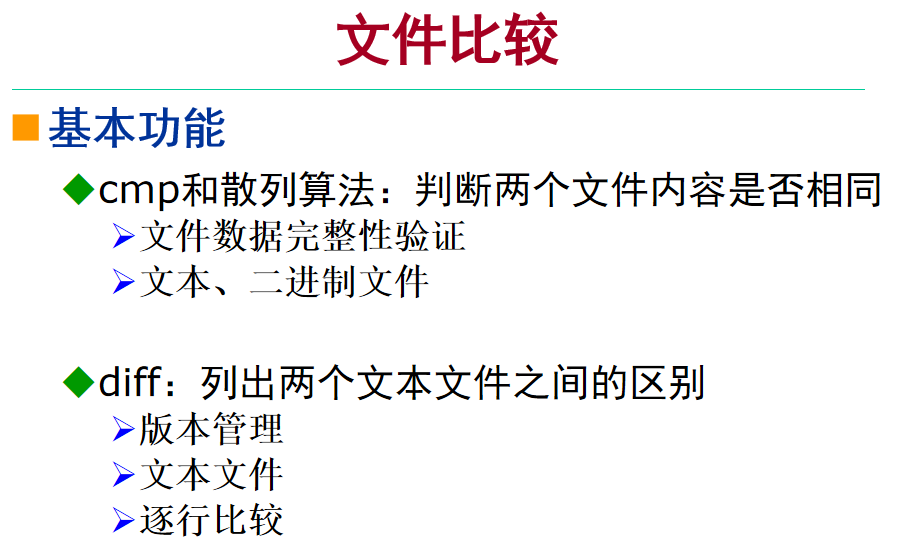 文件比较
基本功能
cmp和散列算法：判断两个文件内容是否相同
文件数据完整性验证
文本、二进制文件
diff：列出两个文本文件之间的区别
版本管理
文本文件
逐行比较